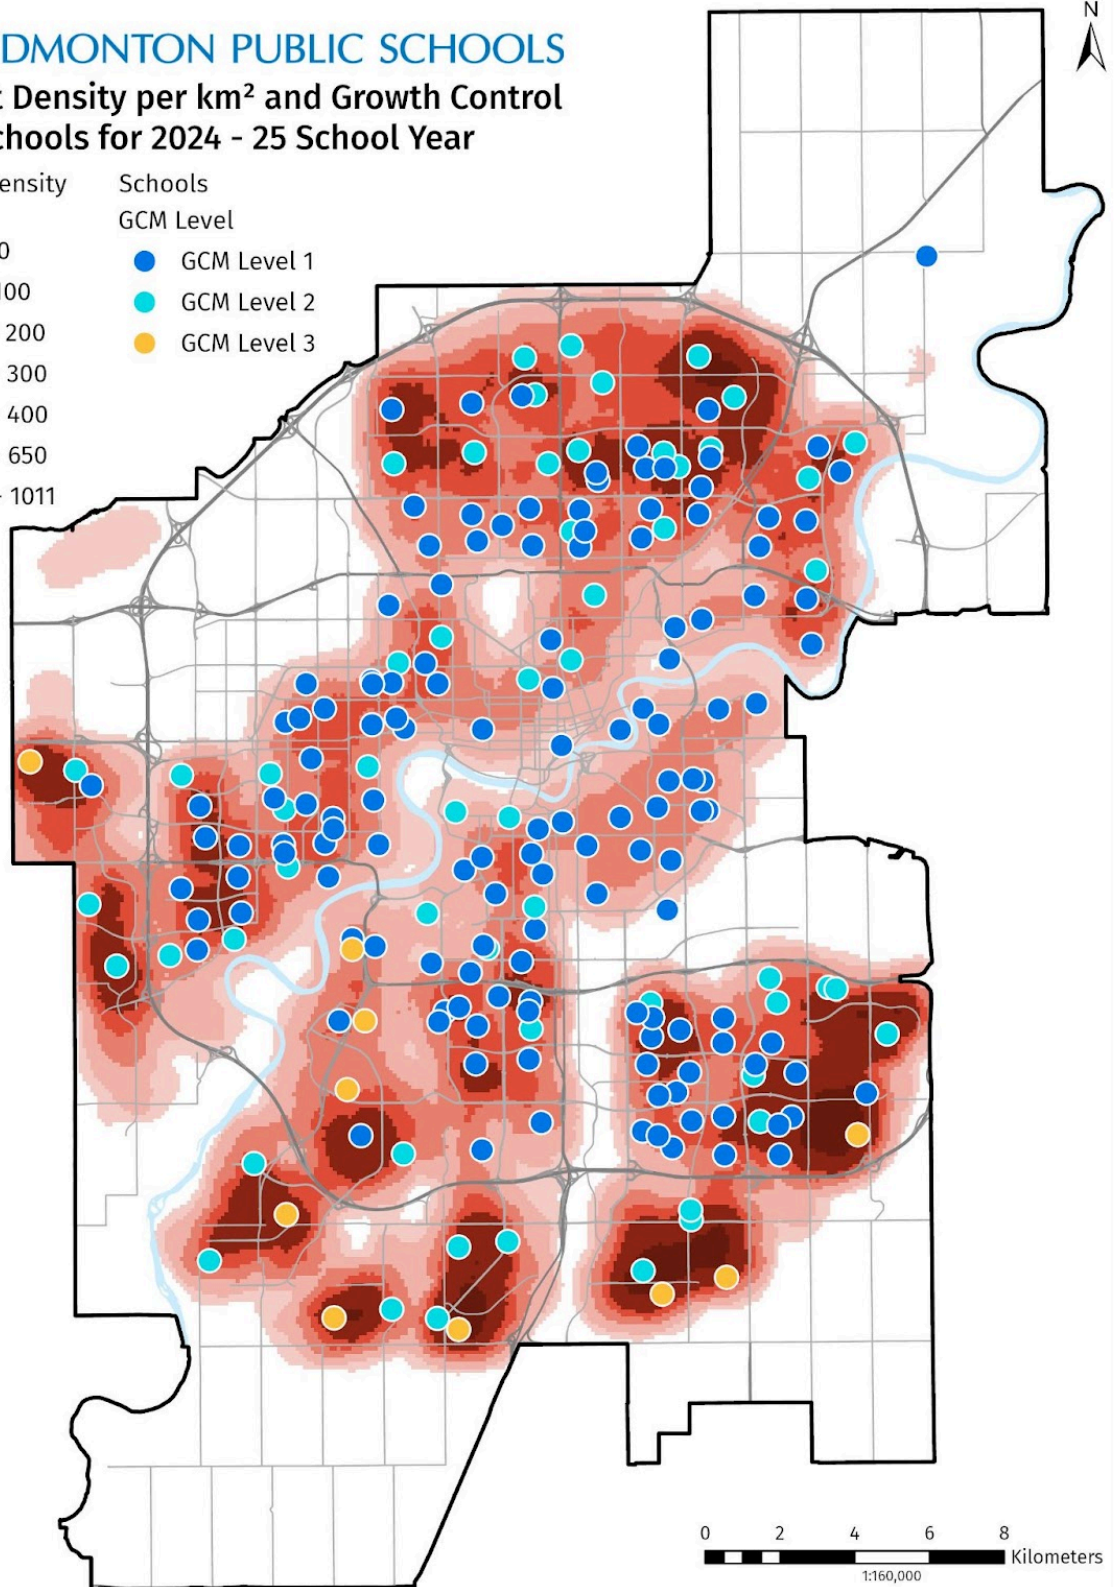 DMONTON PUBLIC SCHOOLS
t Density per km² and Growth Control
chools for 2024 - 25 School Year
ensity
Schools
GCM Level
0
GCM Level 1
100
GCM Level 2
200
GCM Level 3
300
400
650
- 1011
N
0 2 4 6 8
Kilometers
1:160,000